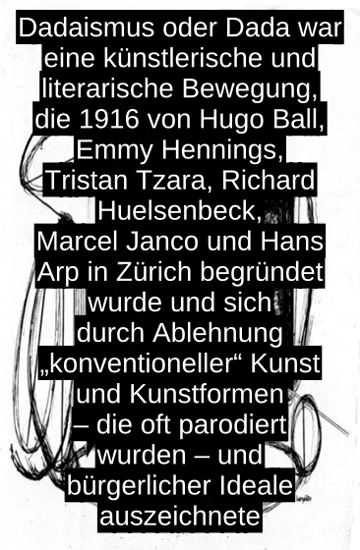 Dadaismus oder Dada war
eine künstlerische und
literarische Bewegung,
die 1916 von Hugo Ball,
Emmy Hennings,
Tristan Tzara, Richard
Huelsenbeck,
Marcel Janco und Hans
Arp in Zürich begründet
wurde und sich
durch Ablehnung
„konventioneller“ Kunst
und Kunstformen
– die oft parodiert
wurden – und
bürgerlicher Ideale
auszeichnete